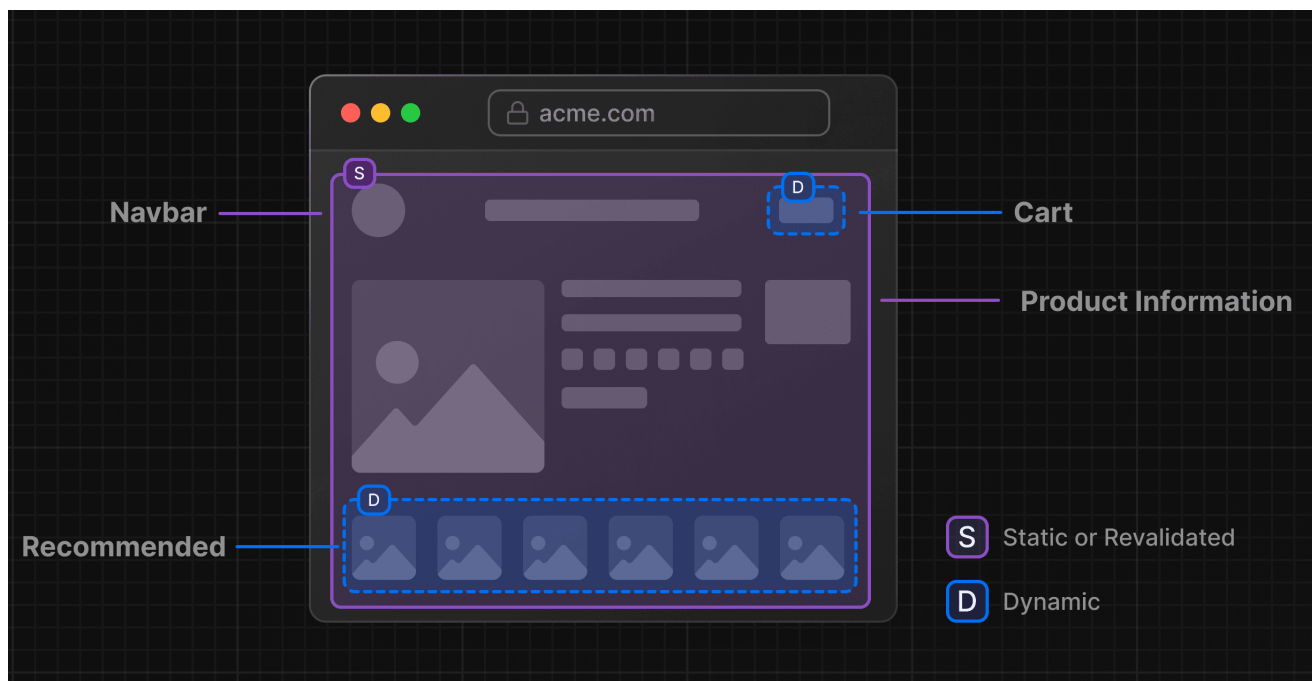 acme.com
S
D
Navbar
Cart
Product Information
D
Recommended
S Static or Revalidated
D Dynamic